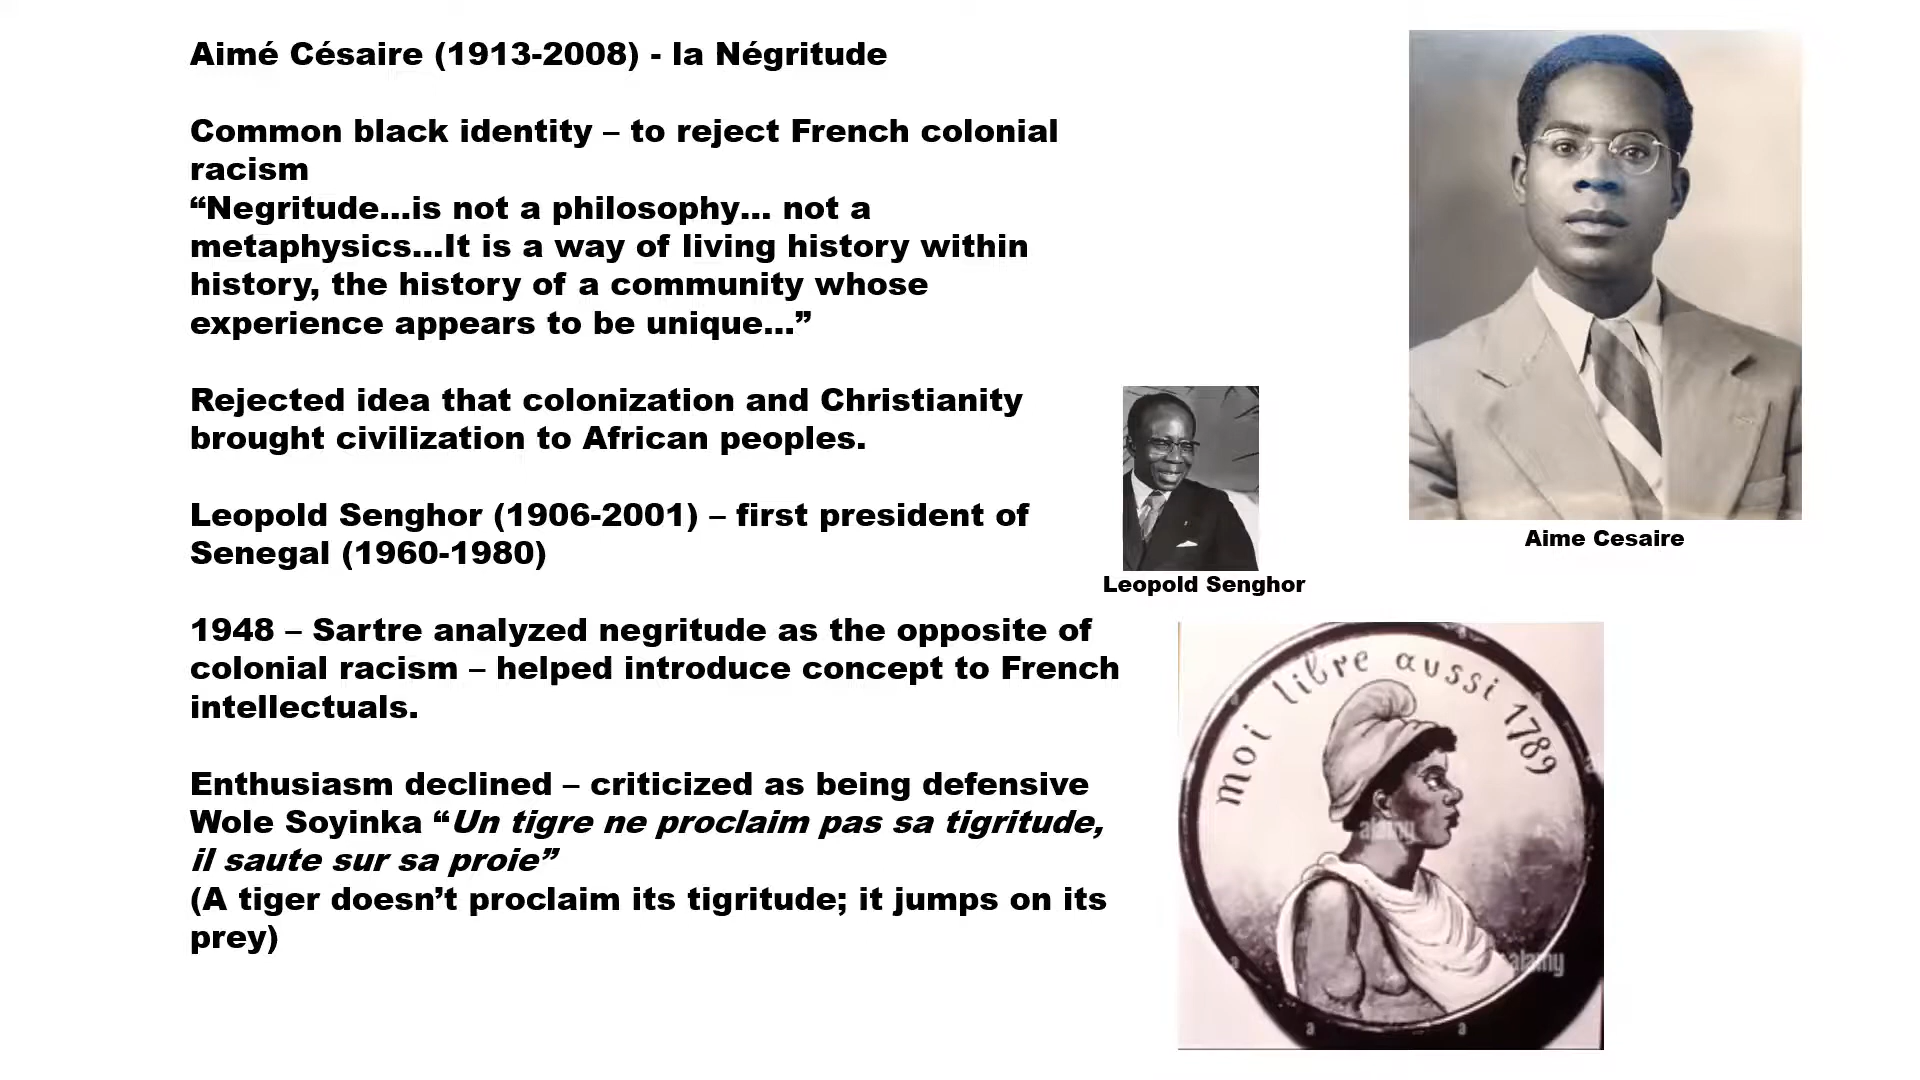 Aimé Césaire (1913-2008) - la Négritude
Common black identity – to reject French colonial
racism
“Negritude...is not a philosophy... not a
metaphysics...It is a way of living history within
history, the history of a community whose
experience appears to be unique...”
Rejected idea that colonization and Christianity
brought civilization to African peoples.
Leopold Senghor (1906-2001) – first president of
Senegal (1960-1980)
1948 – Sartre analyzed negritude as the opposite of
colonial racism – helped introduce concept to French
intellectuals.
Enthusiasm declined – criticized as being defensive
Wole Soyinka “Un tigre ne proclaim pas sa tigritude,
il saute sur sa proie”
(A tiger doesn’t proclaim its tigritude; it jumps on its
prey)
Aime Cesaire
Leopold Senghor
moi libre aussi 1789
alamy
alamy
a
a
a